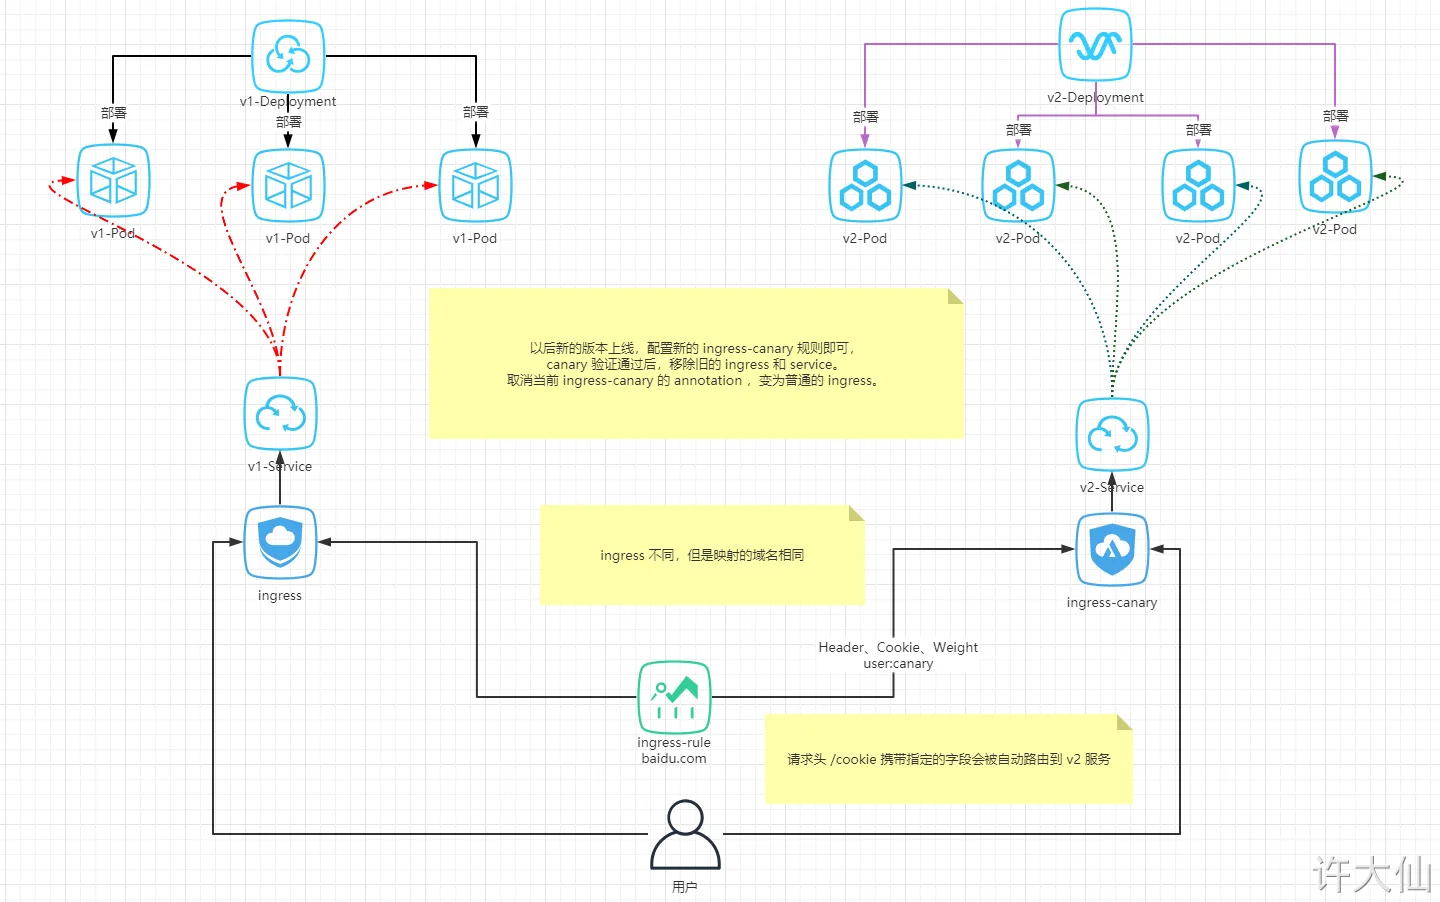 v1-Deployment
v2-Deployment
部署
部署
部署
部署
部署
部署
部署
v1-Pod
v1-Pod
v1-Pod
v2-Pod
v2-Pod
v2-Pod
v2-Pod
以后新的版本上线，配置新的 ingress-canary 规则即可，
canary 验证通过后，移除旧的 ingress 和 service。
取消当前 ingress-canary 的 annotation ，变为普通的 ingress。
v1-Service
v2-Service
ingress 不同，但是映射的域名相同
ingress
ingress-canary
Header、Cookie、Weight
user:canary
ingress-rule
baidu.com
请求头 /cookie 携带指定的字段会被自动路由到 v2 服务
用户
许大仙